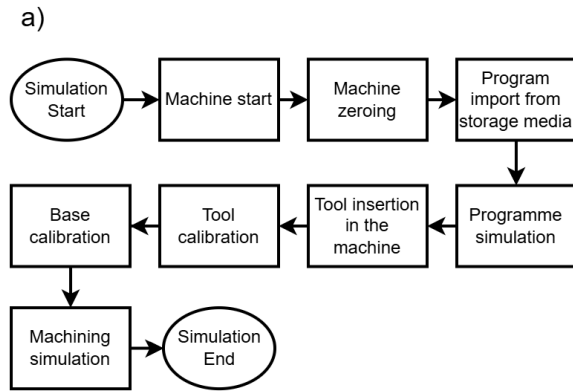 a)
Simulation
Start
Machine start
Machine
zeroing
Program
import from
storage media
Programme
simulation
Tool insertion
in the
machine
Tool
calibration
Base
calibration
Machining
simulation
Simulation
End